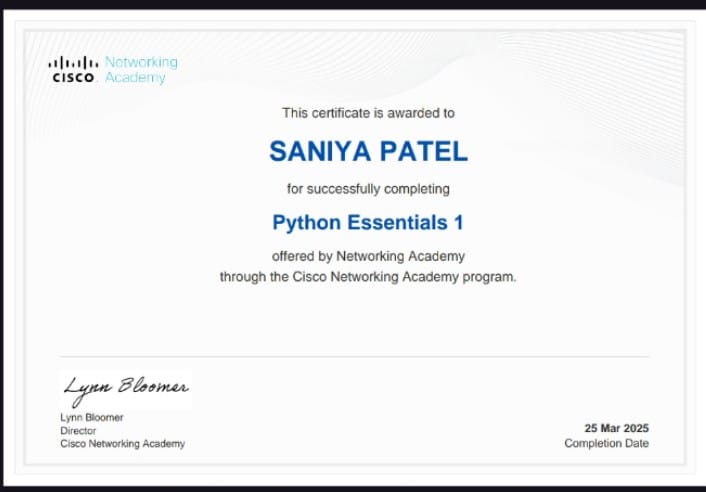 Networking
CISCO Academy
This certificate is awarded to
SANIYA PATEL
for successfully completing
Python Essentials 1
offered by Networking Academy
through the Cisco Networking Academy program.
Lynn Bloomer
Lynn Bloomer
Director
Cisco Networking Academy
25 Mar 2025
Completion Date